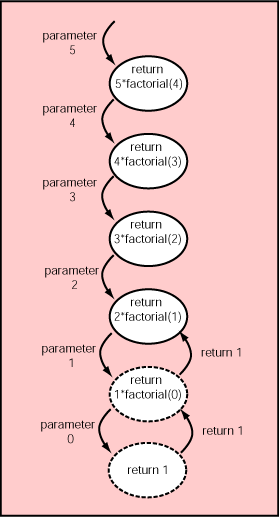 parameter
5
return
5*factorial(4)
parameter
4
return
4*factorial(3)
parameter
3
return
3*factorial(2)
parameter
2
return
2*factorial(1)
parameter
1
return 1
return
1*factorial(0)
parameter
0
return 1
return 1